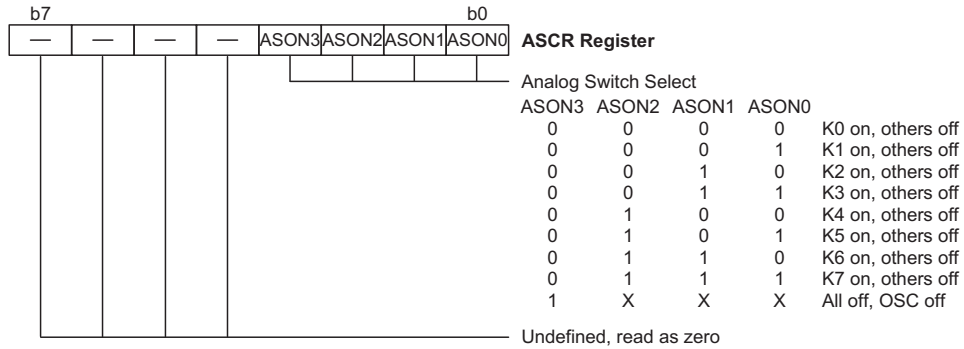 b7 b0
— — — — ASON3 ASON2 ASON1 ASON0 ASCR Register
Analog Switch Select
ASON3 ASON2 ASON1 ASON0
0 0 0 0 K0 on, others off
0 0 0 1 K1 on, others off
0 0 1 0 K2 on, others off
0 0 1 1 K3 on, others off
0 1 0 0 K4 on, others off
0 1 0 1 K5 on, others off
0 1 1 0 K6 on, others off
0 1 1 1 K7 on, others off
1 X X X All off, OSC off
Undefined, read as zero